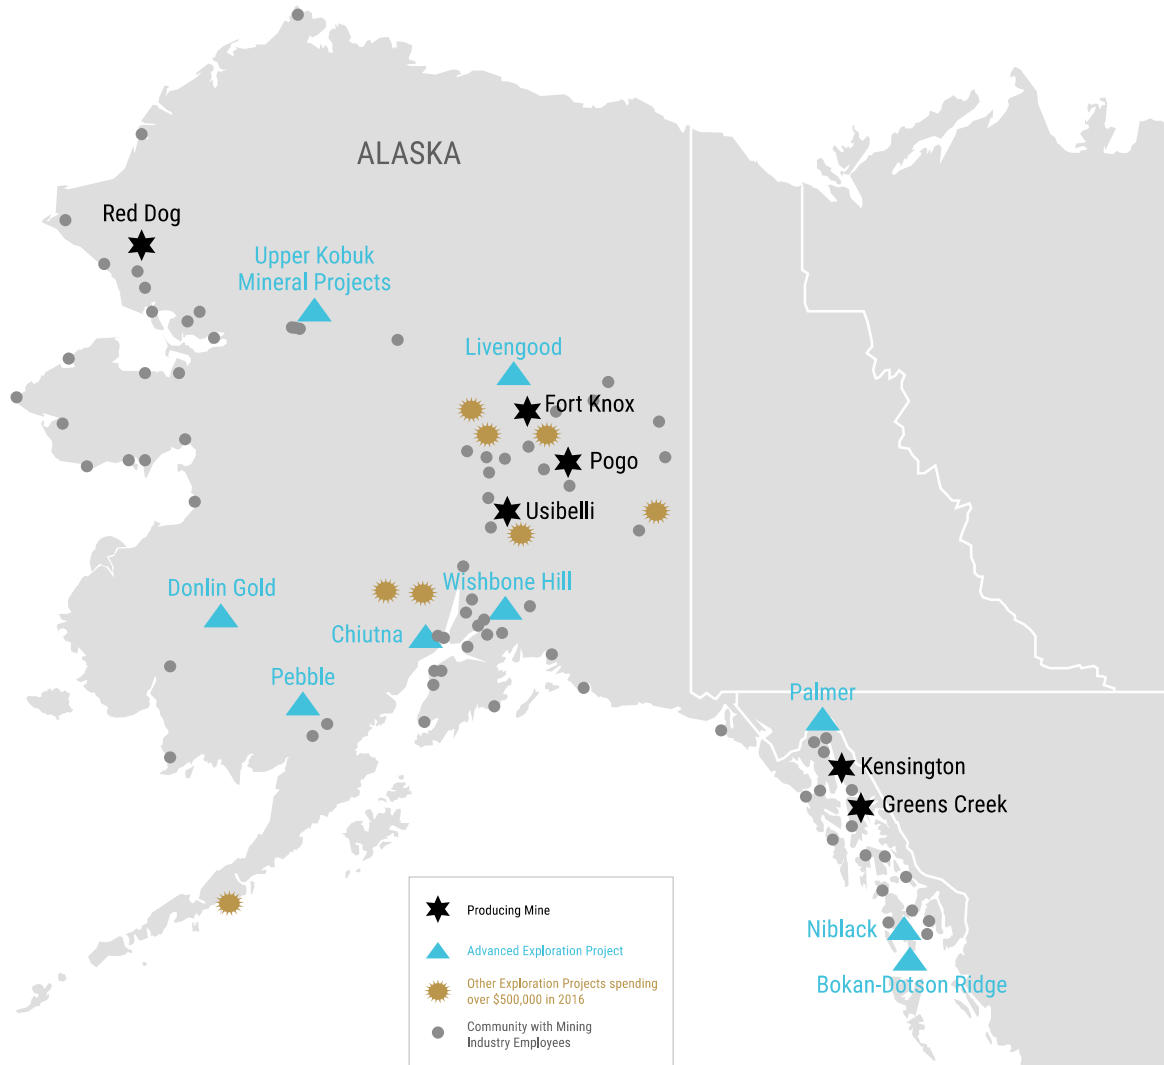 ALASKA
Red Dog
Upper Kobuk
Mineral Projects
Livengood
Fort Knox
Pogo
Usibelli
Donlin Gold
Wishbone Hill
Chiutna
Pebble
Palmer
Kensington
Greens Creek
Niblack
Bokan-Dotson Ridge
Producing Mine
Advanced Exploration Project
Other Exploration Projects spending
over $500,000 in 2016
Community with Mining
Industry Employees